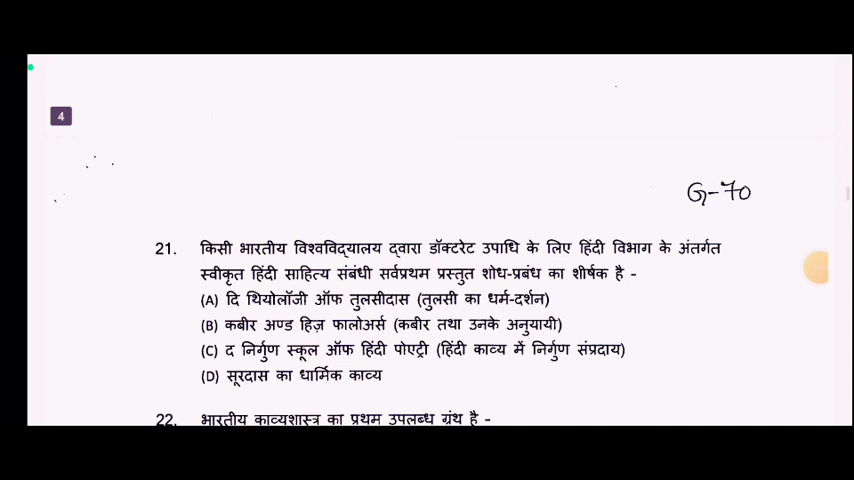 4
G-70
21. किसी भारतीय विश्वविद्यालय द्वारा डॉक्टरेट उपाधि के लिए हिंदी विभाग के अंतर्गत
स्वीकृत हिंदी साहित्य संबंधी सर्वप्रथम प्रस्तुत शोध-प्रबंध का शीर्षक है -
(A) दि थियोलॉजी ऑफ तुलसीदास (तुलसी का धर्म-दर्शन)
(B) कबीर अण्ड हिज़ फालोअर्स (कबीर तथा उनके अनुयायी)
(C) द निर्गुण स्कूल ऑफ हिंदी पोएट्री (हिंदी काव्य में निर्गुण संप्रदाय)
(D) सूरदास का धार्मिक काव्य
22. भारतीय काव्यशास्त्र का प्रथम उपलब्ध ग्रंथ है -